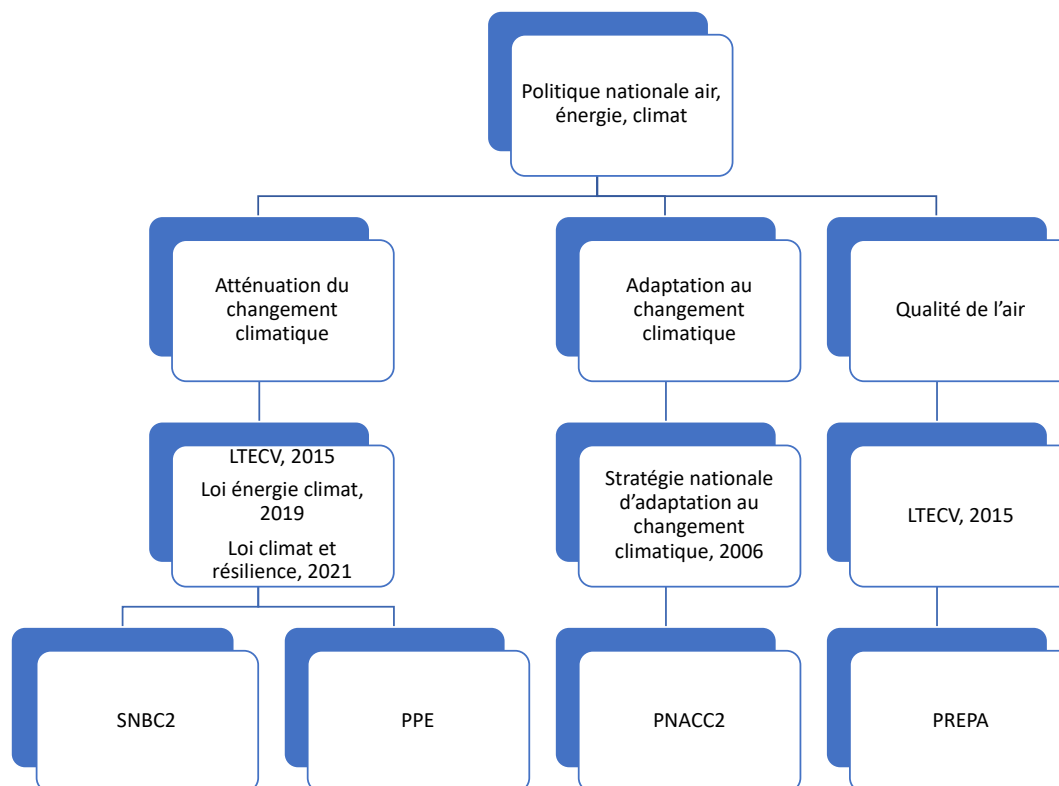 Politique nationale air,
énergie, climat
Atténuation du
changement
climatique
Adaptation au
changement
climatique
Qualité de l’air
LTECV, 2015
Loi énergie climat,
2019
Loi climat et
résilience, 2021
Stratégie nationale
d’adaptation au
changement
climatique, 2006
LTECV, 2015
SNBC2
PPE
PNACC2
PREPA